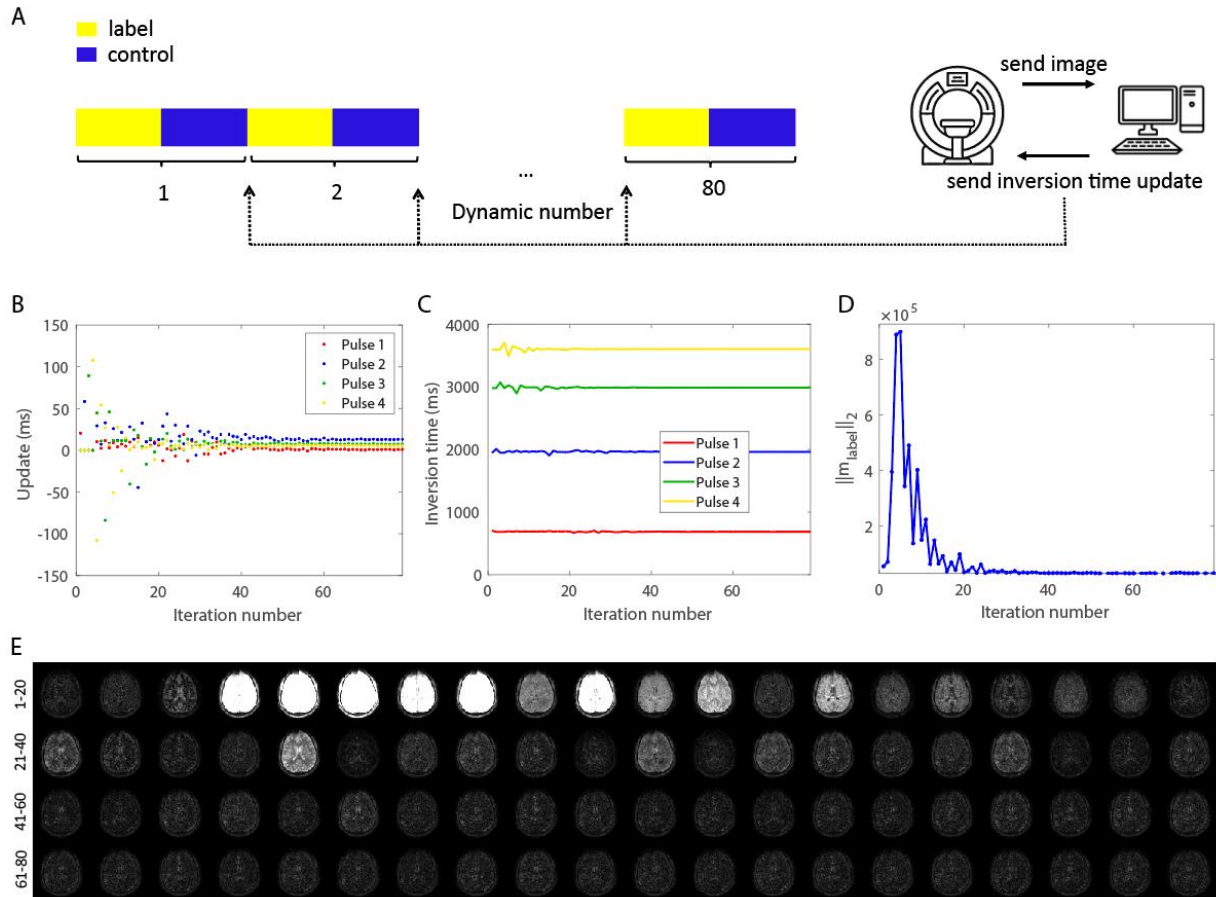 A
label
control
send image
send inversion time update
1
2
...
80
Dynamic number
B
150
100
50
0
-50
-100
-150
Update (ms)
20
40
60
Iteration number
Pulse 1
Pulse 2
Pulse 3
Pulse 4
C
4000
3000
2000
1000
0
Inversion time (ms)
0
20
40
60
Iteration number
Pulse 1
Pulse 2
Pulse 3
Pulse 4
D
×10⁵
8
6
4
2
||m_label||₂
0
20
40
60
Iteration number
E
1-20
21-40
41-60
61-80